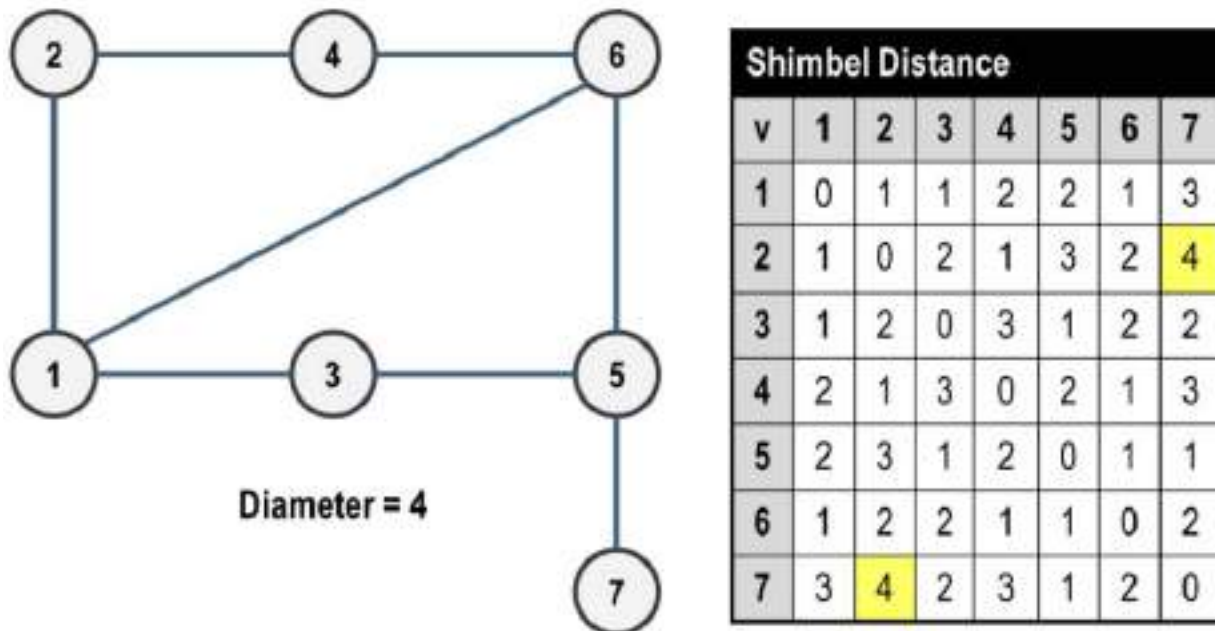 2 4 6
1 3 5
Diameter = 4
7
Shimbel Distance
v 1 2 3 4 5 6 7
1 0 1 1 2 2 1 3
2 1 0 2 1 3 2 4
3 1 2 0 3 1 2 2
4 2 1 3 0 2 1 3
5 2 3 1 2 0 1 1
6 1 2 2 1 1 0 2
7 3 4 2 3 1 2 0